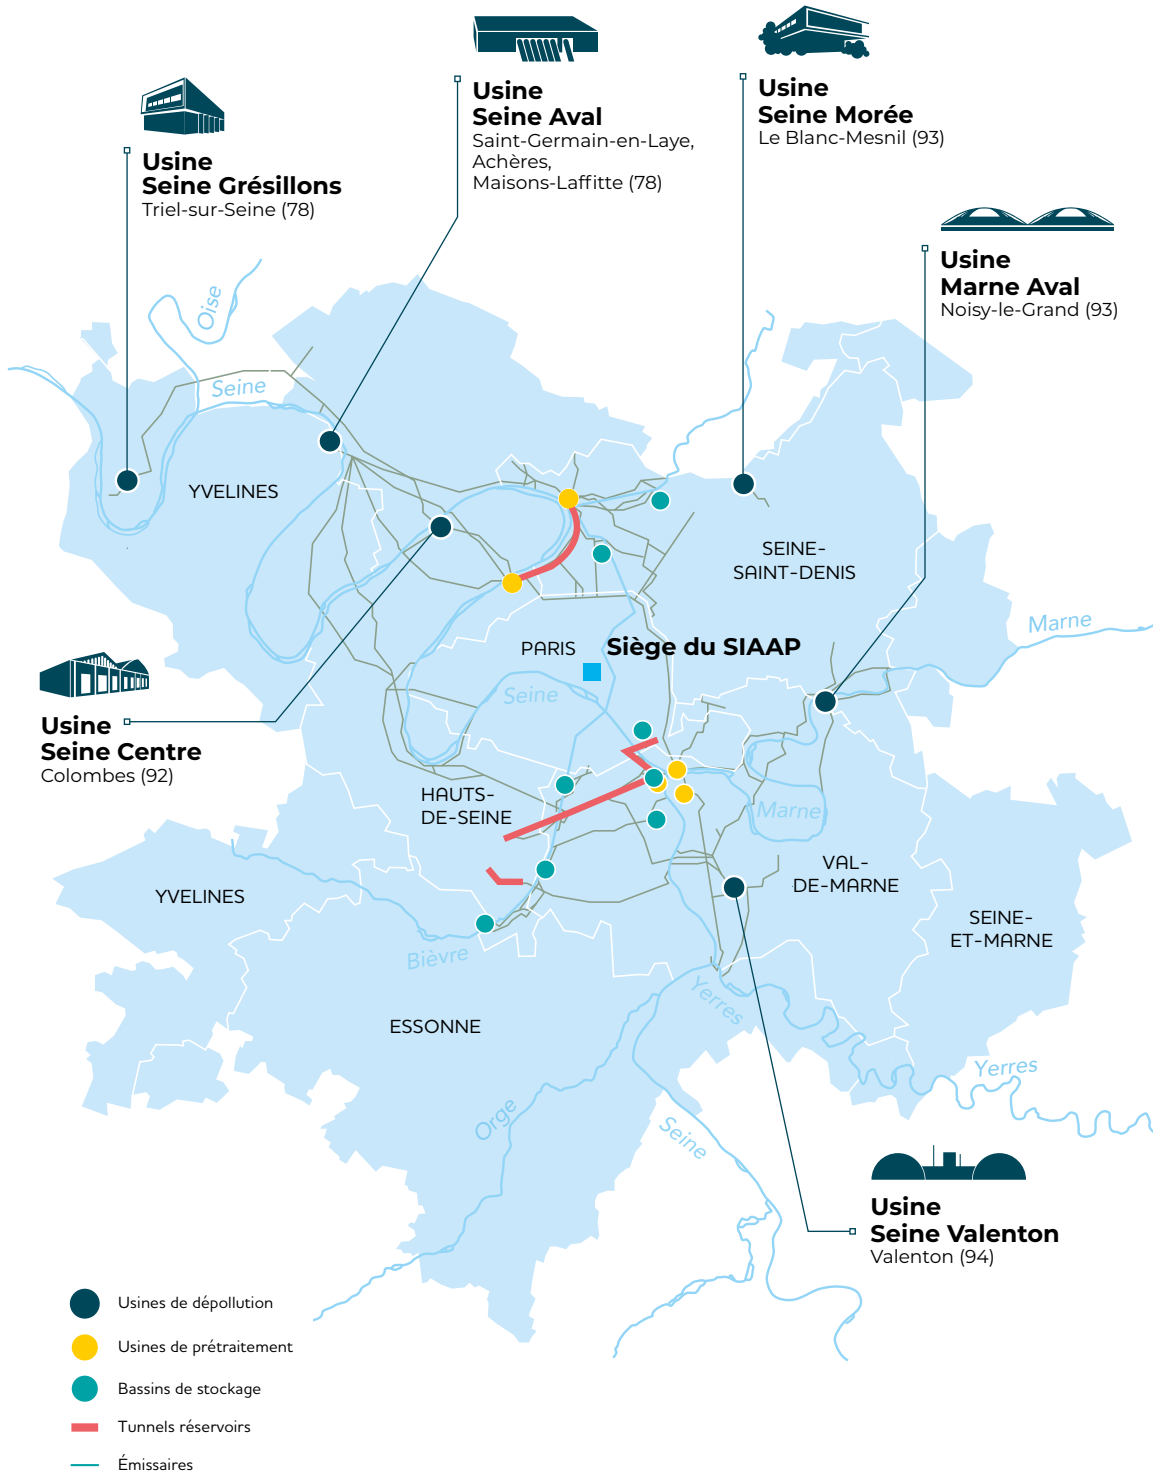 Usine
Seine Aval
Saint-Germain-en-Laye,
Achères,
Maisons-Laffitte (78)
Usine
Seine Morée
Le Blanc-Mesnil (93)
Usine
Seine Grésillons
Triel-sur-Seine (78)
Usine
Marne Aval
Noisy-le-Grand (93)
Oise
Seine
YVELINES
SEINE-
SAINT-DENIS
Marne
PARIS
Siège du SIAAP
Seine
Usine
Seine Centre
Colombes (92)
HAUTS-
DE-SEINE
Marne
VAL-
DE-MARNE
YVELINES
SEINE-
ET-MARNE
Bièvre
Yerres
ESSONNE
Yerres
Orge
Seine
Usine
Seine Valenton
Valenton (94)
Usines de dépollution
Usines de prétraitement
Bassins de stockage
Tunnels réservoirs
Émissaires